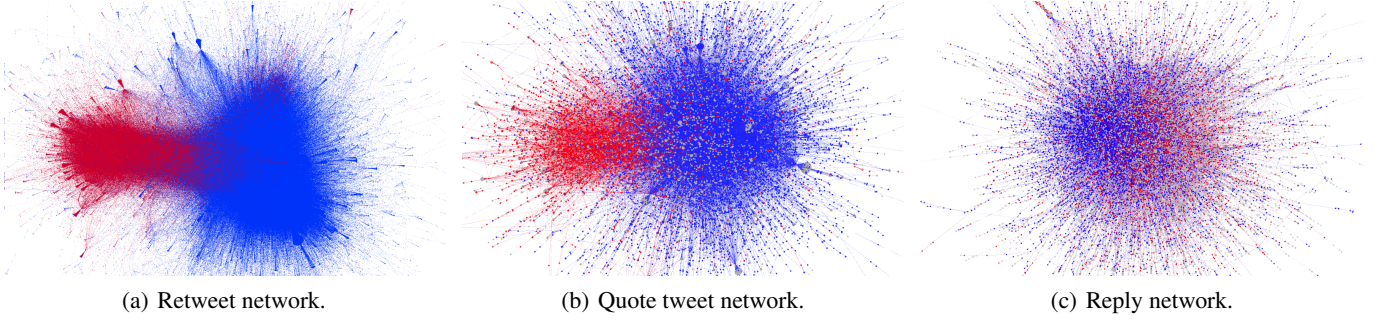 (a) Retweet network.
(b) Quote tweet network.
(c) Reply network.